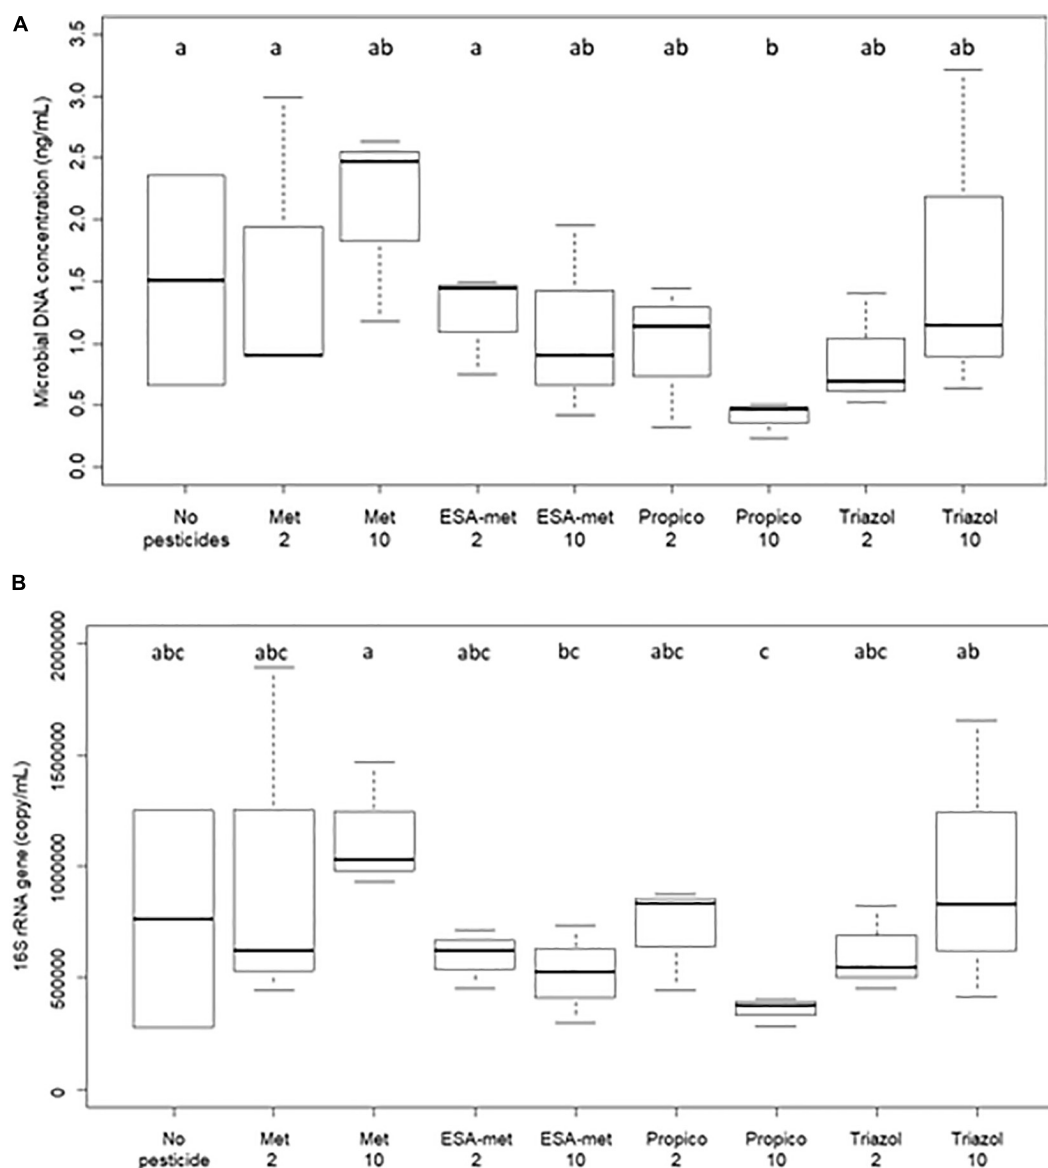 A
Microbial DNA concentration (ng/mL)
3.5
3.0
2.5
2.0
1.5
1.0
0.5
0.0
a a ab a ab ab b ab ab
No Met Met ESA-met ESA-met Propico Propico Triazol Triazol
pesticides 2 10 2 10 2 10 2 10
B
16S rRNA gene (copy/mL)
2000000
1500000
1000000
500000
0
abc abc a abc bc abc c abc ab
No Met Met ESA-met ESA-met Propico Propico Triazol Triazol
pesticide 2 10 2 10 2 10 2 10